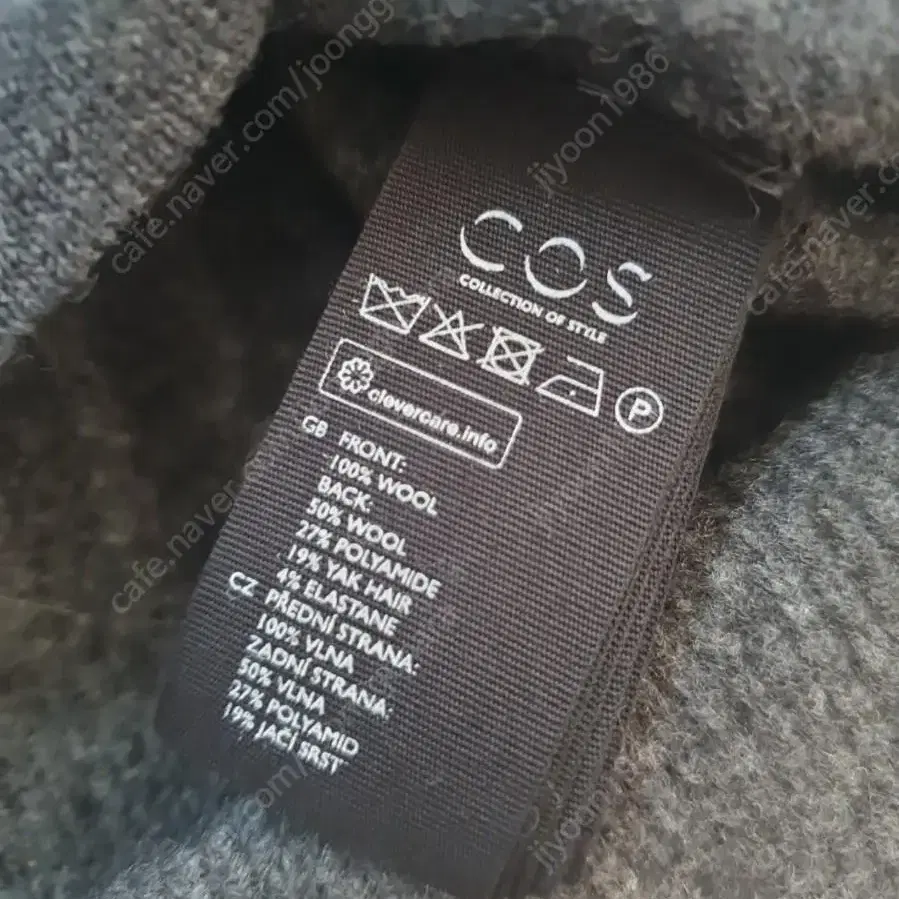 COS
COLLECTION OF STYLE
P
clevercare.info
GB FRONT:
100% WOOL
BACK:
50% WOOL
27% POLYAMIDE
19% YAK HAIR
4% ELASTANE
CZ PŘEDNÍ STRANA:
100% VLNA
ZADNÍ STRANA:
50% VLNA
27% POLYAMID
19% JAČÍ SRST
cafe.naver.com/joongg
jiyoon1986
cafe.naver
cafe.naver.c
jiyoon1